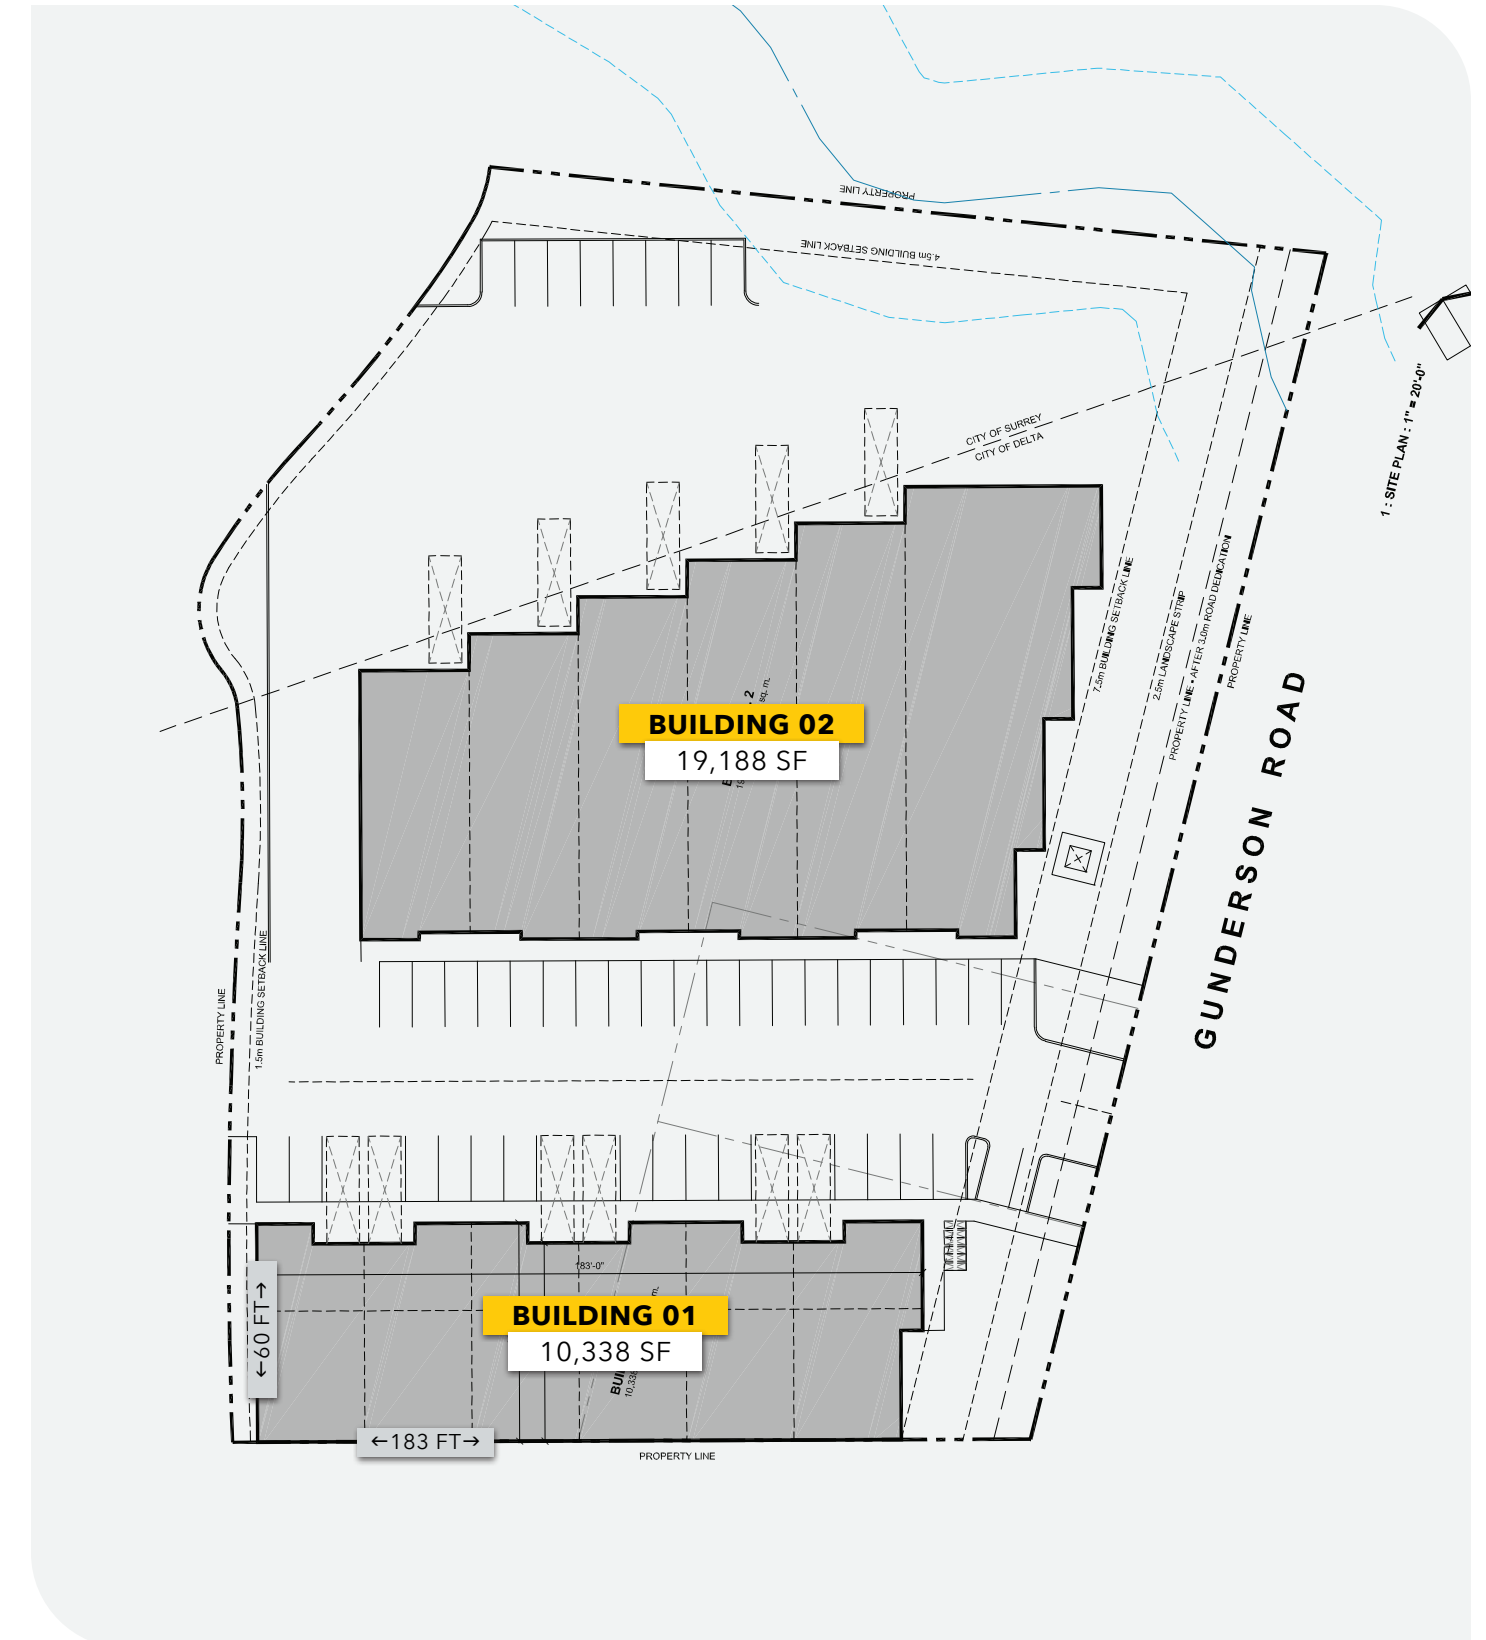 PROPERTY LINE
4.5m BUILDING SETBACK LINE
1 : SITE PLAN : 1" = 20'-0"
CITY OF SURREY
CITY OF DELTA
7.5m BUILDING SETBACK LINE
2.5m LANDSCAPE STRIP
PROPERTY LINE - AFTER 3.0m ROAD DEDICATION
PROPERTY LINE
GUNDERSON ROAD
2
sq. m.
BUILDING 02
19,188 SF
PROPERTY LINE
1.5m BUILDING SETBACK LINE
183'-0"
←60 FT→
BUILDING 01
10,338 SF
←183 FT→
PROPERTY LINE